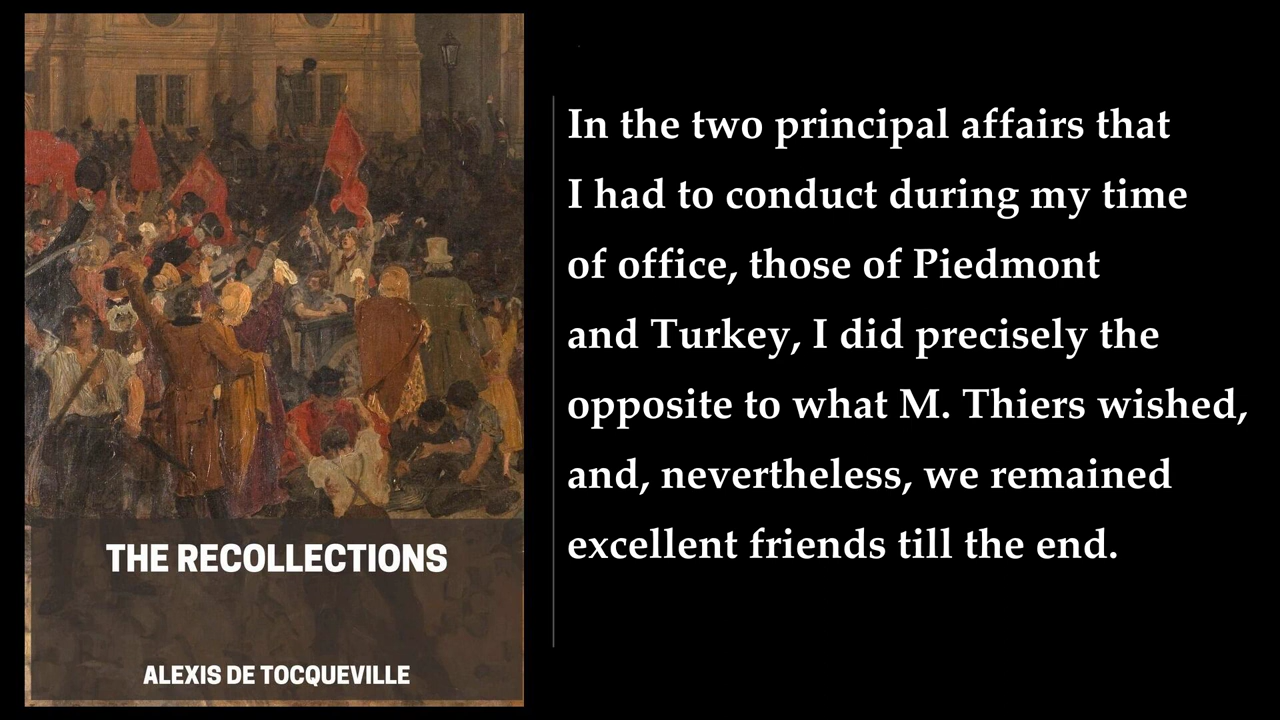 THE RECOLLECTIONS
ALEXIS DE TOCQUEVILLE
In the two principal affairs that
I had to conduct during my time
of office, those of Piedmont
and Turkey, I did precisely the
opposite to what M. Thiers wished,
and, nevertheless, we remained
excellent friends till the end.